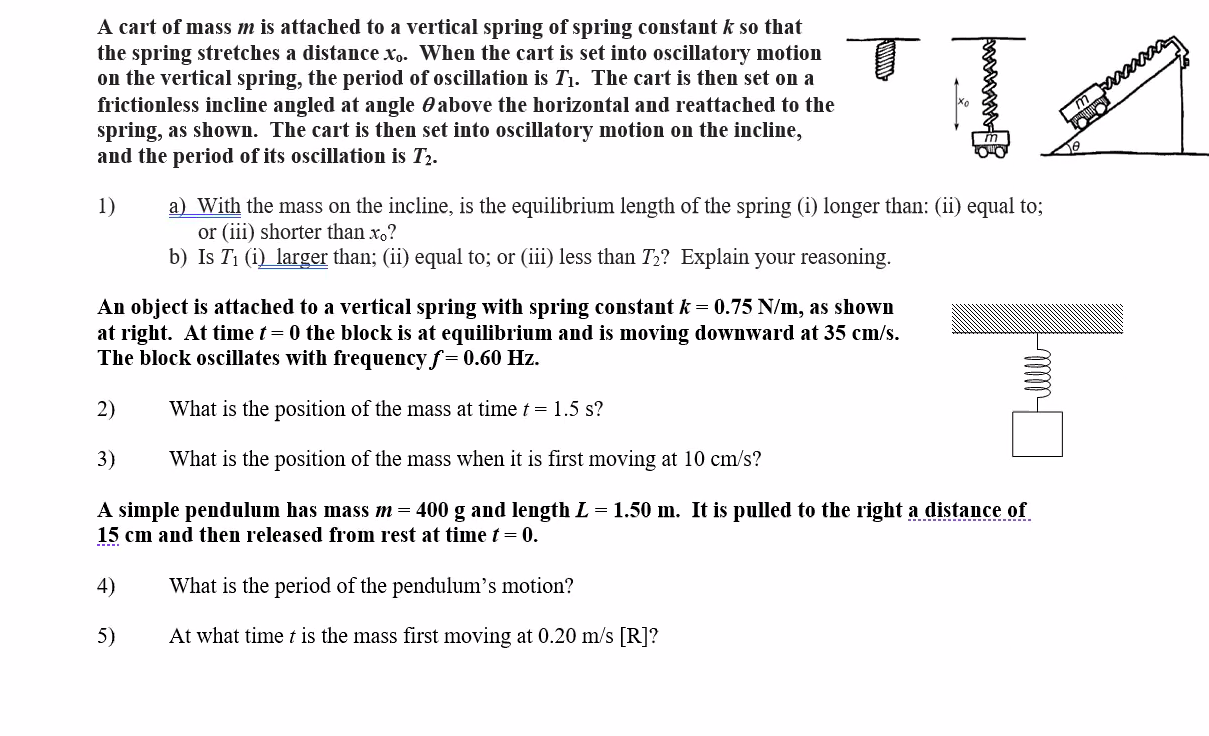 A cart of mass m is attached to a vertical spring of spring constant k so that
the spring stretches a distance xₒ. When the cart is set into oscillatory motion
on the vertical spring, the period of oscillation is T₁. The cart is then set on a
frictionless incline angled at angle θ above the horizontal and reattached to the
spring, as shown. The cart is then set into oscillatory motion on the incline,
and the period of its oscillation is T₂.
xₒ
m
m
θ
1) a) With the mass on the incline, is the equilibrium length of the spring (i) longer than: (ii) equal to;
or (iii) shorter than xₒ?
b) Is T₁ (i) larger than; (ii) equal to; or (iii) less than T₂? Explain your reasoning.
An object is attached to a vertical spring with spring constant k = 0.75 N/m, as shown
at right. At time t = 0 the block is at equilibrium and is moving downward at 35 cm/s.
The block oscillates with frequency f = 0.60 Hz.
2) What is the position of the mass at time t = 1.5 s?
3) What is the position of the mass when it is first moving at 10 cm/s?
A simple pendulum has mass m = 400 g and length L = 1.50 m. It is pulled to the right a distance of
15 cm and then released from rest at time t = 0.
4) What is the period of the pendulum’s motion?
5) At what time t is the mass first moving at 0.20 m/s [R]?